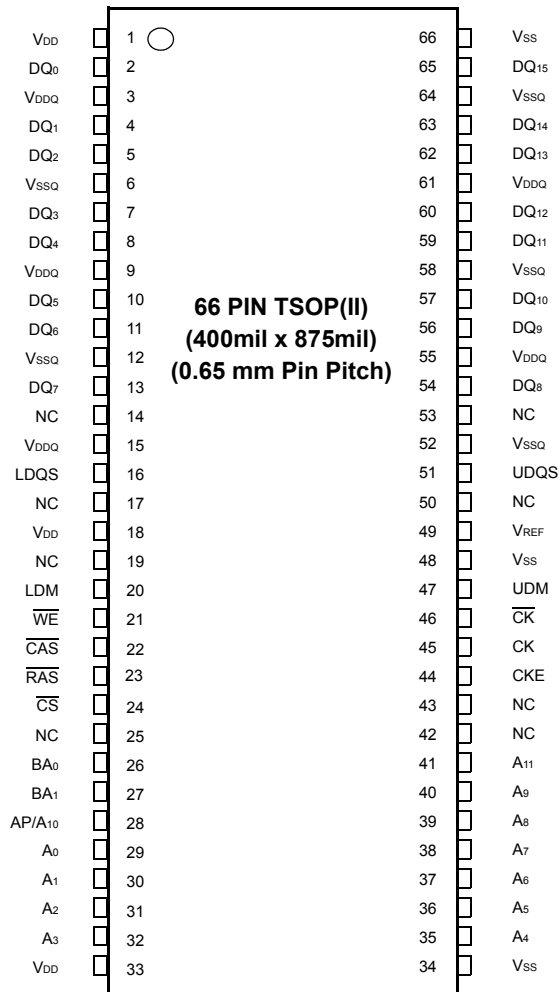 VDD 1 66 VSS
DQ0 2 65 DQ15
VDDQ 3 64 VSSQ
DQ1 4 63 DQ14
DQ2 5 62 DQ13
VSSQ 6 61 VDDQ
DQ3 7 60 DQ12
DQ4 8 59 DQ11
VDDQ 9 58 VSSQ
DQ5 10 57 DQ10
DQ6 11 56 DQ9
VSSQ 12 55 VDDQ
DQ7 13 54 DQ8
NC 14 53 NC
VDDQ 15 52 VSSQ
LDQS 16 51 UDQS
NC 17 50 NC
VDD 18 49 VREF
NC 19 48 VSS
LDM 20 47 UDM
W̅E̅ 21 46 C̅K̅
C̅A̅S̅ 22 45 CK
R̅A̅S̅ 23 44 CKE
C̅S̅ 24 43 NC
NC 25 42 NC
BA0 26 41 A11
BA1 27 40 A9
AP/A10 28 39 A8
A0 29 38 A7
A1 30 37 A6
A2 31 36 A5
A3 32 35 A4
VDD 33 34 VSS
66 PIN TSOP(II)
(400mil x 875mil)
(0.65 mm Pin Pitch)